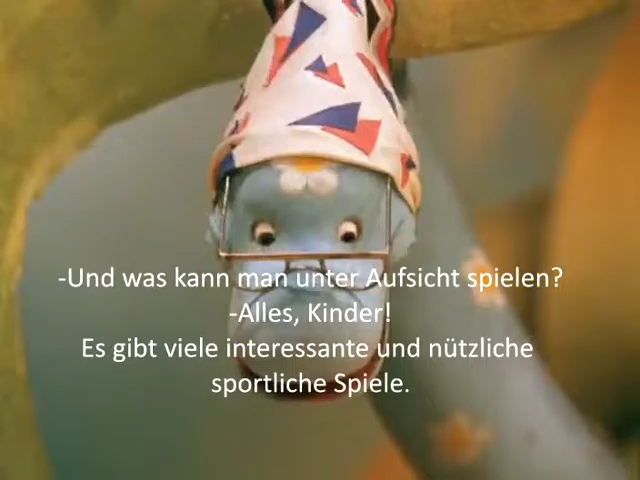 -Und was kann man unter Aufsicht spielen?
-Alles, Kinder!
Es gibt viele interessante und nützliche
sportliche Spiele.